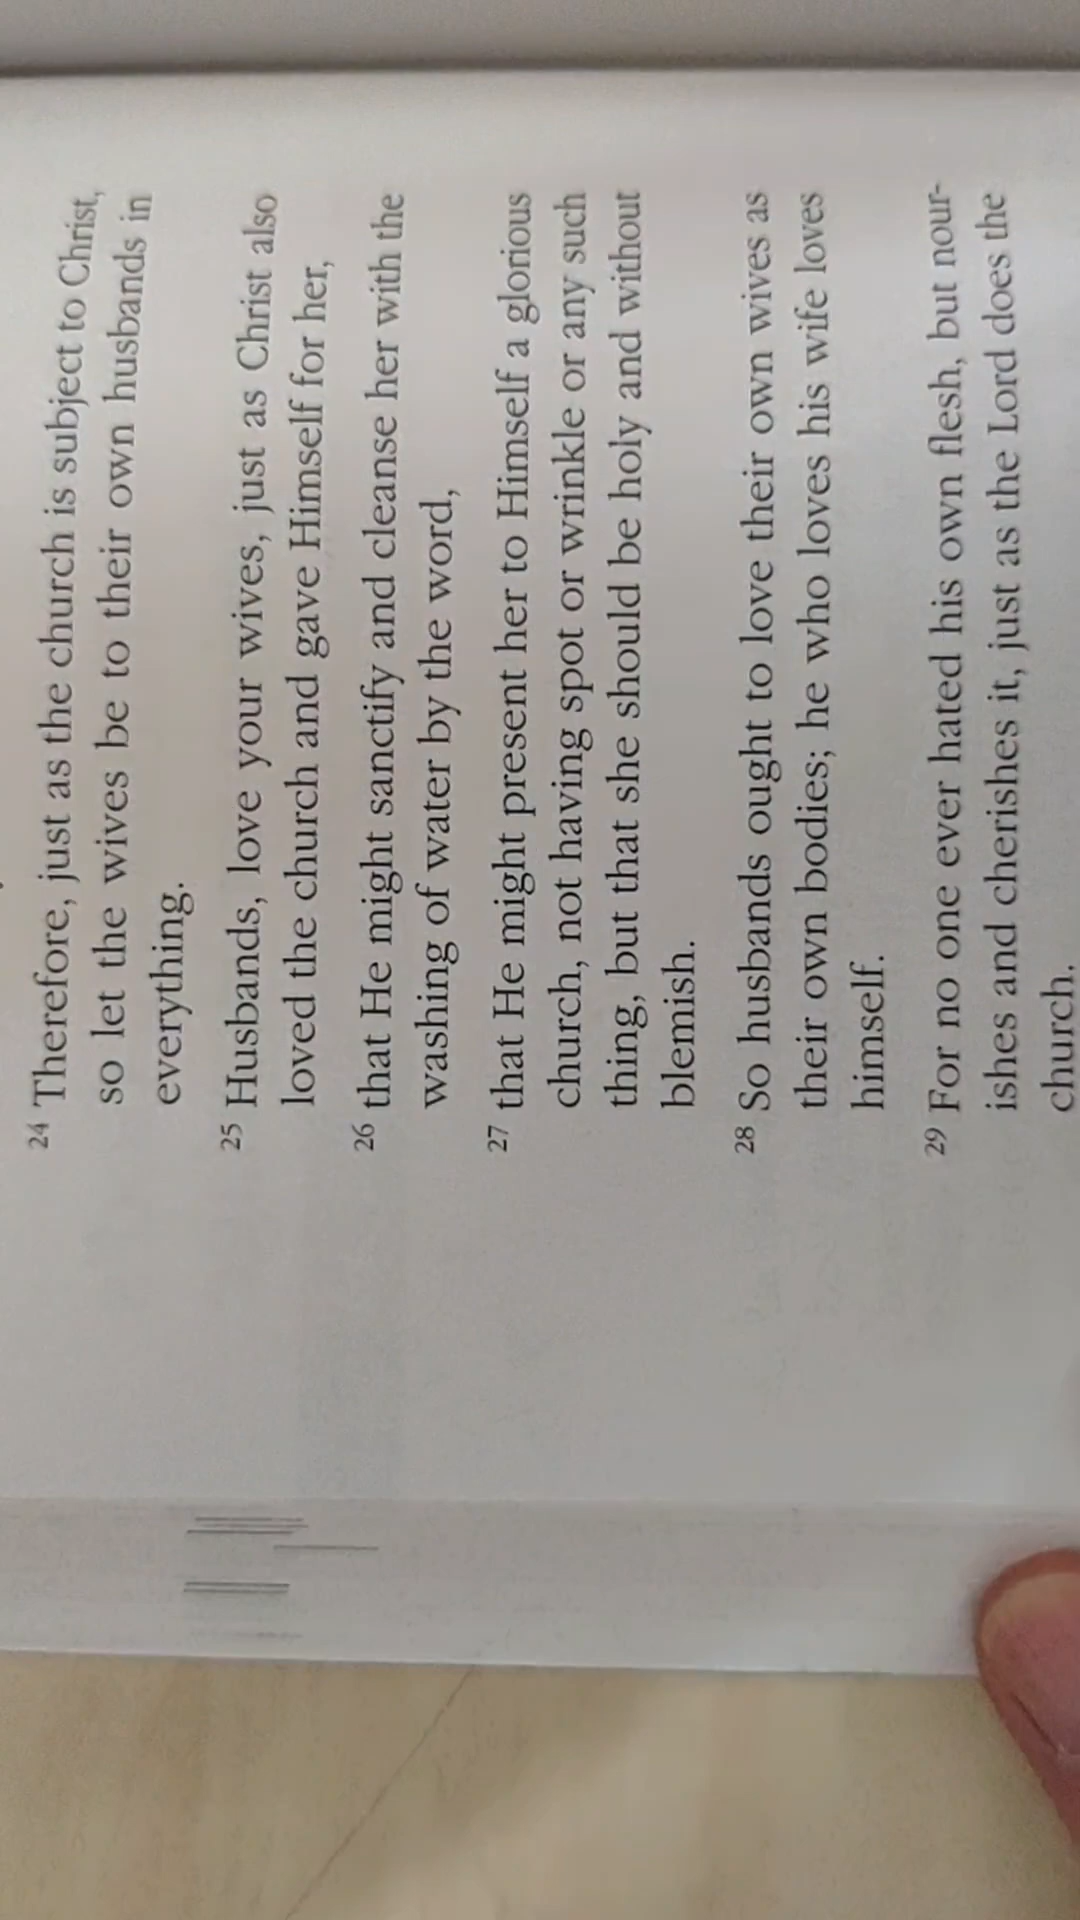 24 Therefore, just as the church is subject to Christ,
so let the wives be to their own husbands in
everything.
25 Husbands, love your wives, just as Christ also
loved the church and gave Himself for her,
26 that He might sanctify and cleanse her with the
washing of water by the word,
27 that He might present her to Himself a glorious
church, not having spot or wrinkle or any such
thing, but that she should be holy and without
blemish.
28 So husbands ought to love their own wives as
their own bodies; he who loves his wife loves
himself.
29 For no one ever hated his own flesh, but nour-
ishes and cherishes it, just as the Lord does the
church.